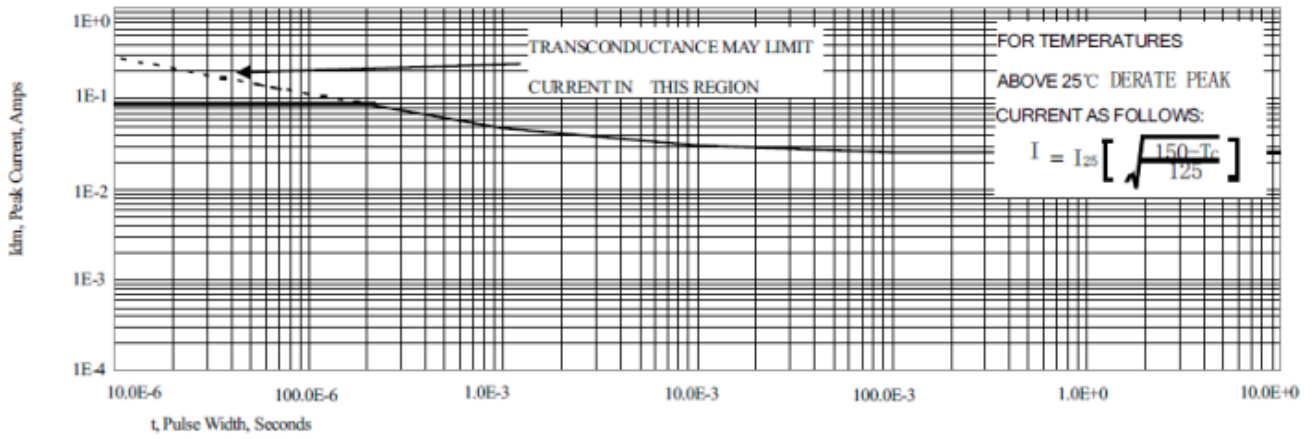 1E+0
1E-1
1E-2
1E-3
1E-4
Idm, Peak Current, Amps
TRANSCONDUCTANCE MAY LIMIT
CURRENT IN THIS REGION
FOR TEMPERATURES
ABOVE 25℃ DERATE PEAK
CURRENT AS FOLLOWS:
I = I25 [ √ 150-Tc / 125 ]
10.0E-6 100.0E-6 1.0E-3 10.0E-3 100.0E-3 1.0E+0 10.0E+0
t, Pulse Width, Seconds